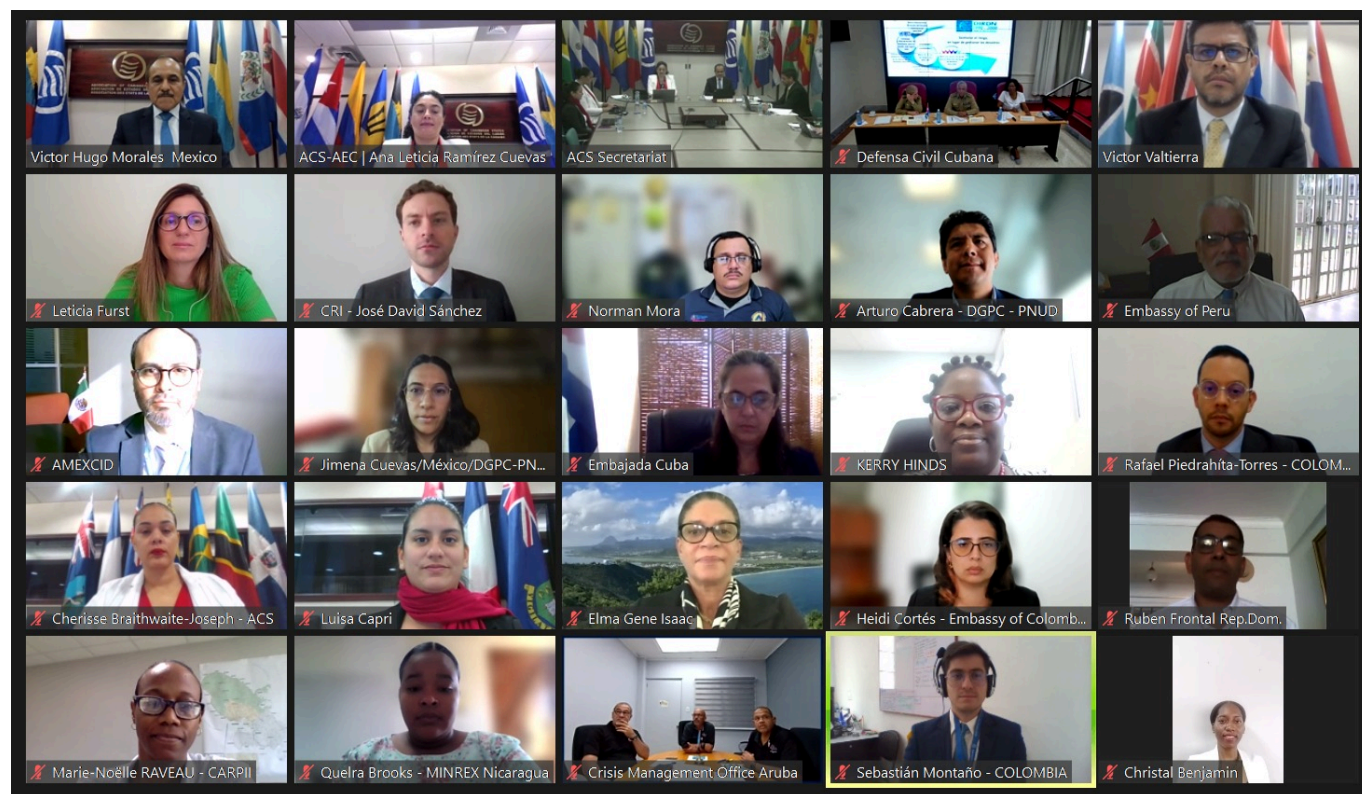 Victor Hugo Morales Mexico
ACS-AEC | Ana Leticia Ramírez Cuevas
ACS Secretariat
Defensa Civil Cubana
Victor Valtierra
Leticia Furst
CRI - José David Sánchez
Norman Mora
Arturo Cabrera - DGPC - PNUD
Embassy of Peru
AMEXCID
Jimena Cuevas/México/DGPC-PN...
Embajada Cuba
KERRY HINDS
Rafael Piedrahíta-Torres - COLOM...
Cherisse Braithwaite-Joseph - ACS
Luisa Capri
Elma Gene Isaac
Heidi Cortés - Embassy of Colomb...
Ruben Frontal Rep.Dom.
Marie-Noëlle RAVEAU - CARPII
Quelra Brooks - MINREX Nicaragua
Crisis Management Office Aruba
Sebastián Montaño - COLOMBIA
Christal Benjamin